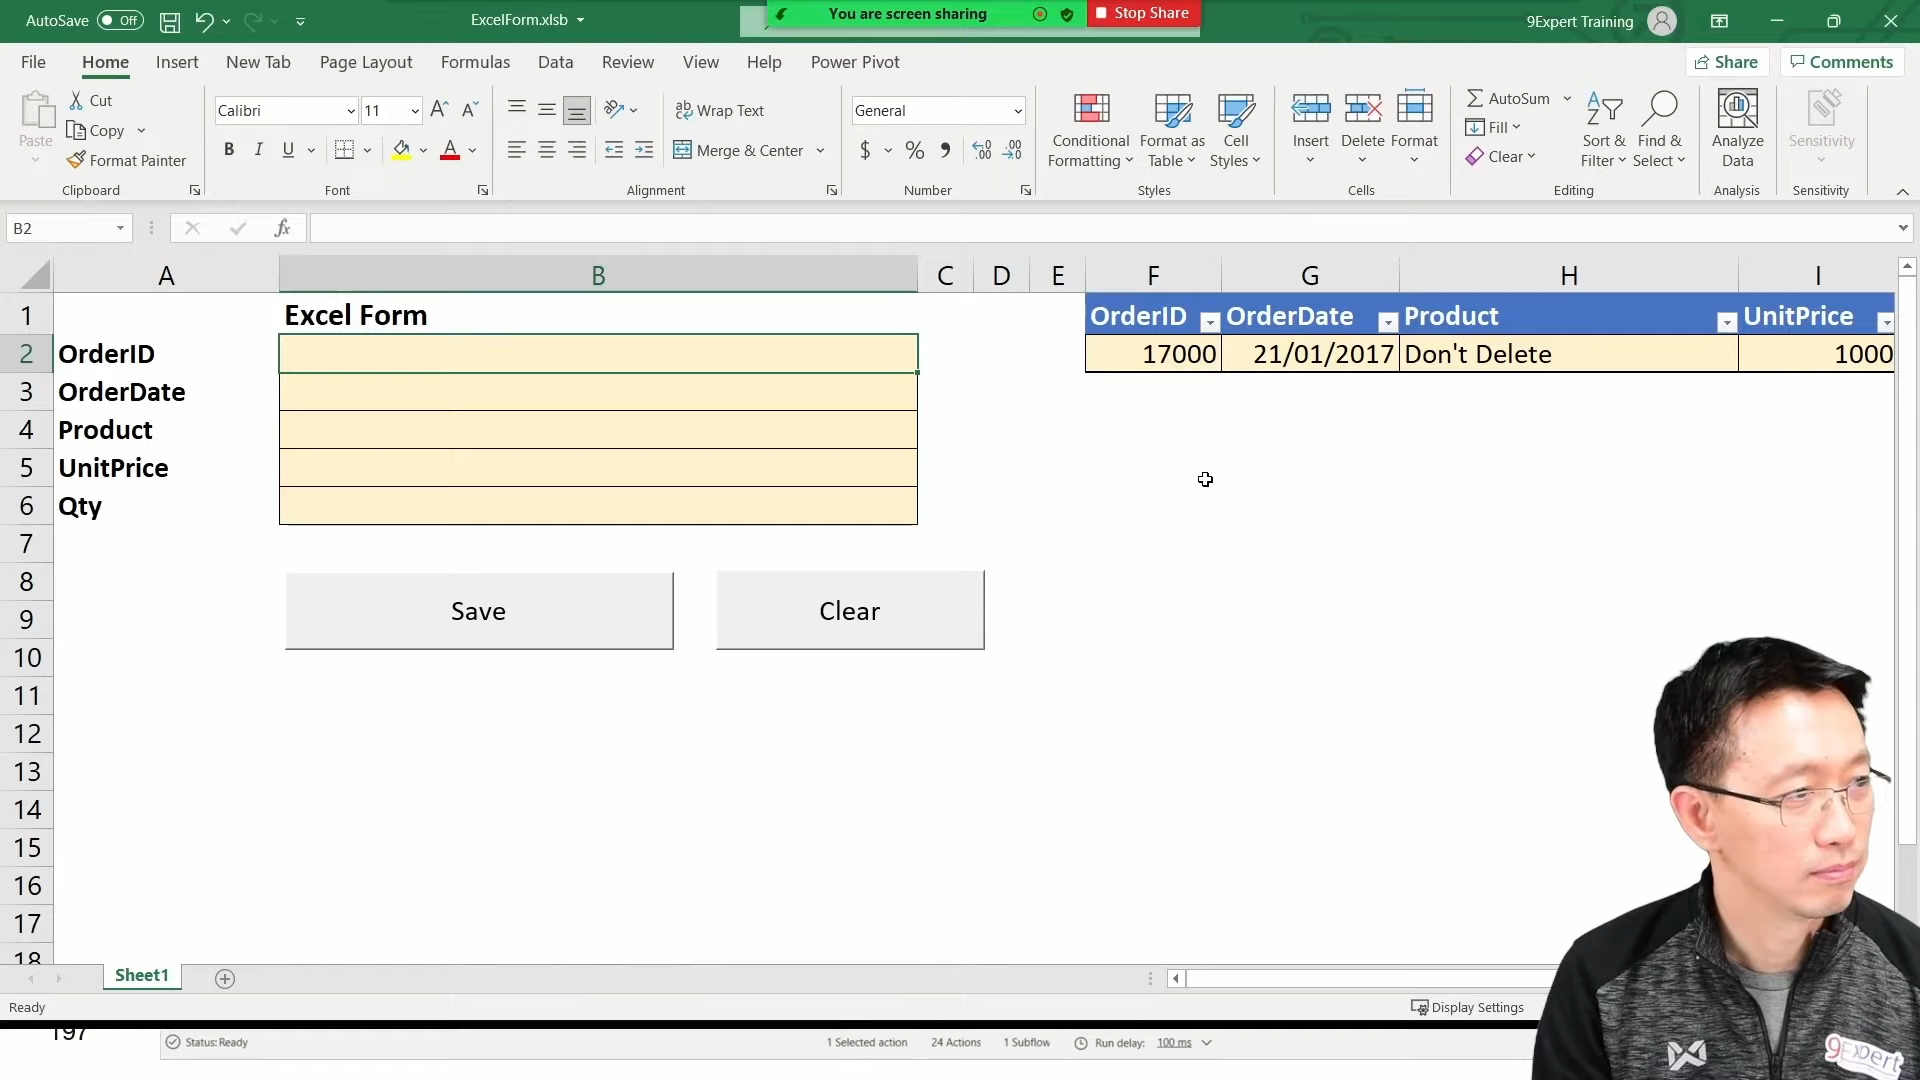 AutoSave Off ExcelForm.xlsb You are screen sharing Stop Share 9Expert Training
File Home Insert New Tab Page Layout Formulas Data Review View Help Power Pivot Share Comments
Paste Cut Copy Format Painter
Calibri 11
B I U
Wrap Text
Merge & Center
General
$ % ,
Conditional Formatting Format as Table Cell Styles
Insert Delete Format
AutoSum
Fill
Clear
Sort & Filter Find & Select
Analyze Data
Sensitivity
Clipboard Font Alignment Number Styles Cells Editing Analysis Sensitivity
B2 fx
A B C D E F G H I
1 Excel Form OrderID OrderDate Product UnitPrice
2 OrderID 17000 21/01/2017 Don't Delete 1000
3 OrderDate
4 Product
5 UnitPrice
6 Qty
7
8
9
Save Clear
10
11
12
13
14
15
16
17
18
Sheet1
Ready Display Settings
197
Status: Ready 1 Selected action 24 Actions 1 Subflow Run delay: 100 ms
9Expert